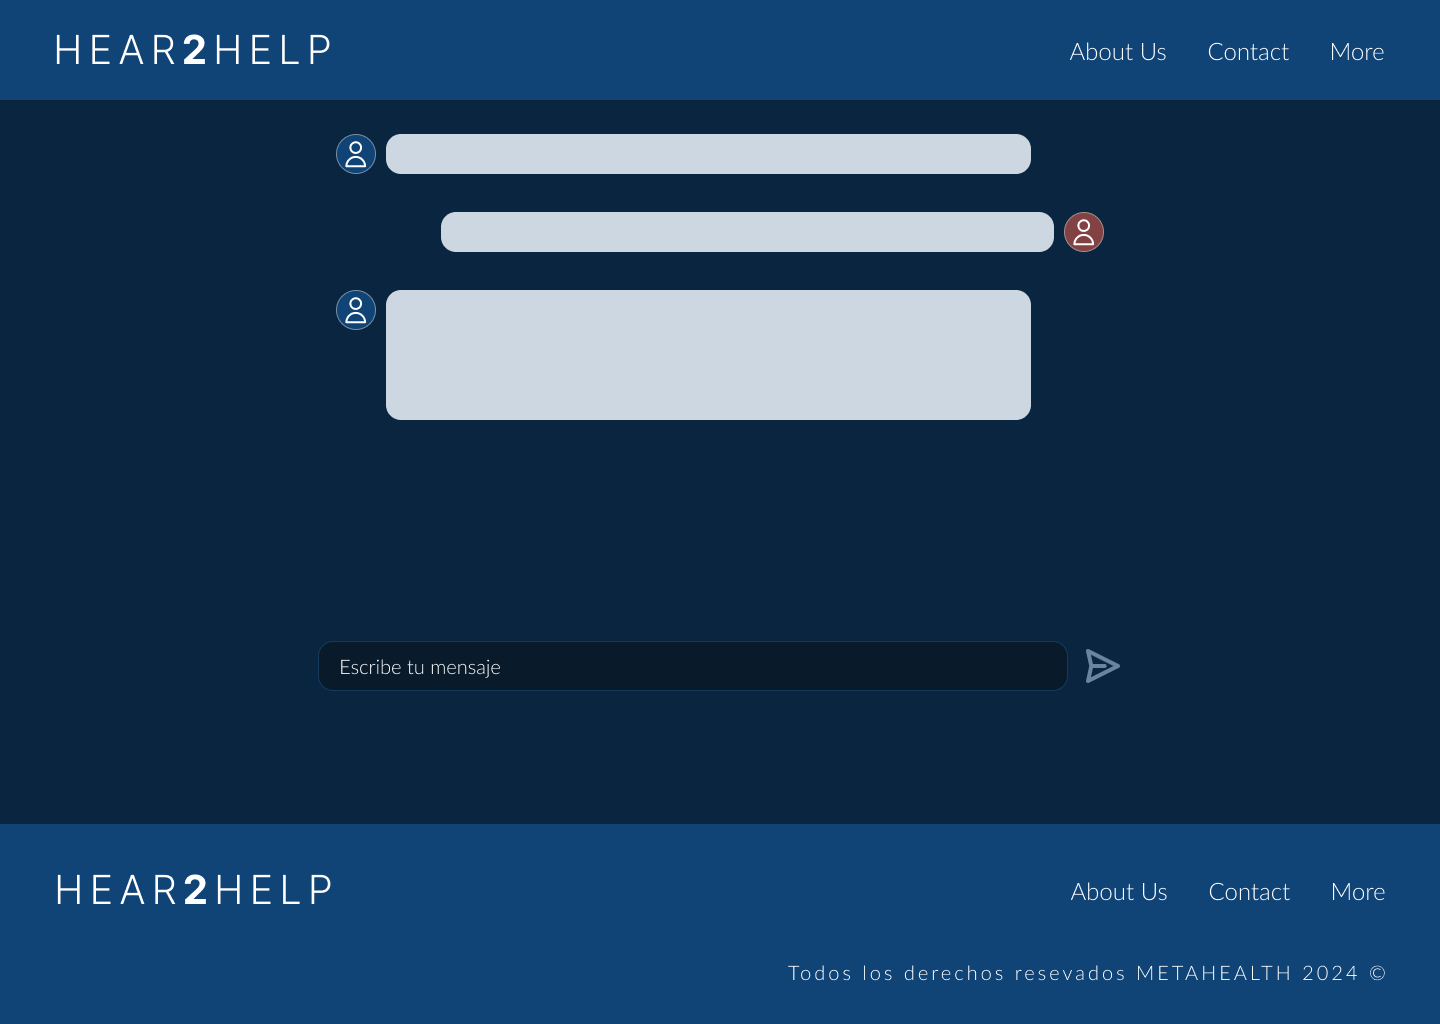 HEAR2HELP About Us Contact More
Escribe tu mensaje
HEAR2HELP About Us Contact More
Todos los derechos resevados METAHEALTH 2024 ©